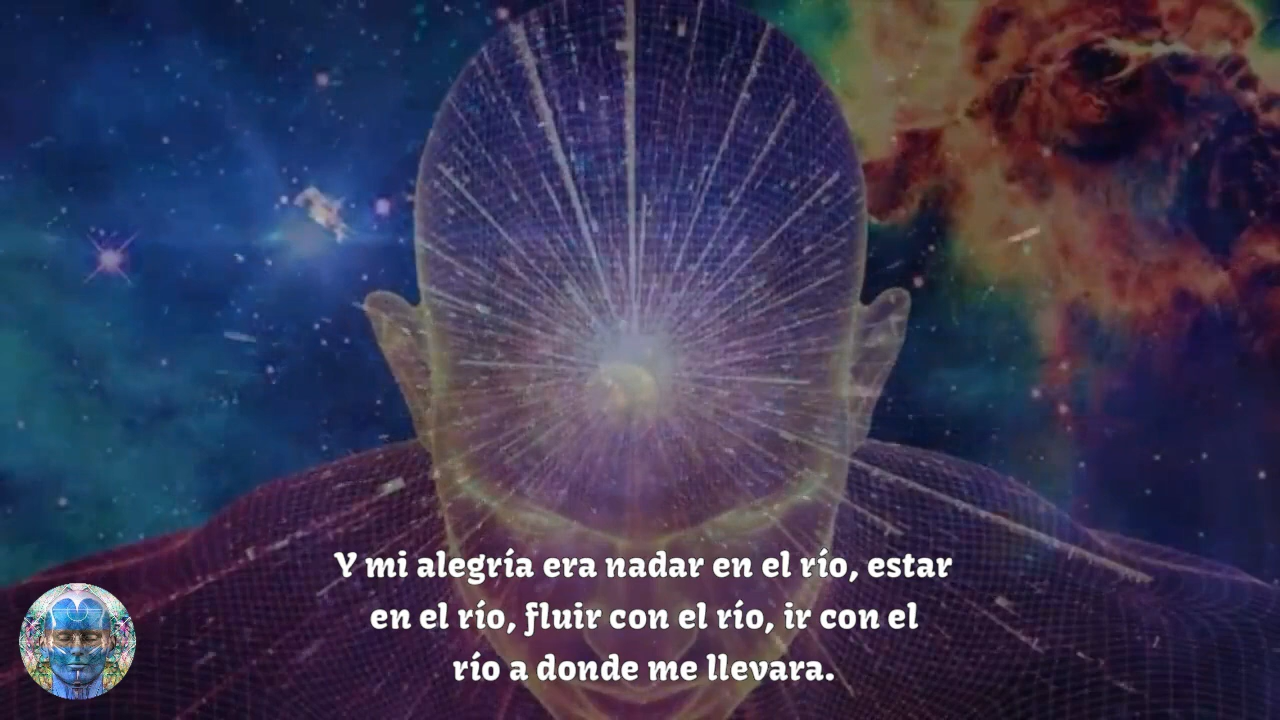 Y mi alegría era nadar en el río, estar
en el río, fluir con el río, ir con el
río a donde me llevara.